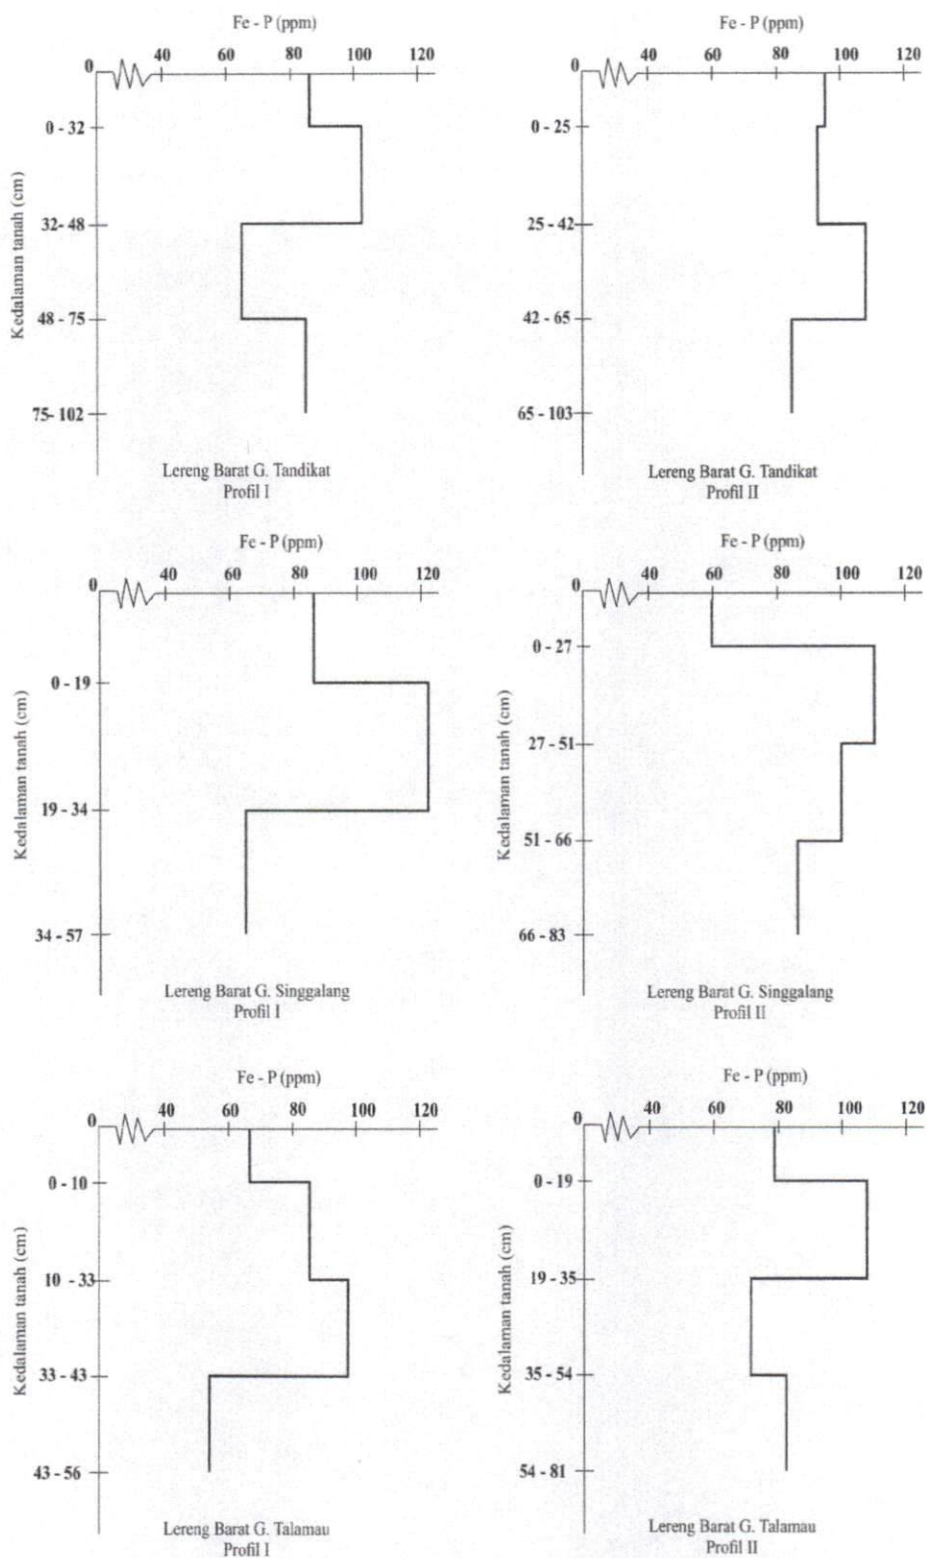 Fe - P (ppm)
0 40 60 80 100 120
Kedalaman tanah (cm)
0 - 32
32- 48
48 - 75
75- 102
Lereng Barat G. Tandikat
Profil I
Fe - P (ppm)
0 40 60 80 100 120
0 - 25
25 - 42
42 - 65
65 - 103
Lereng Barat G. Tandikat
Profil II
Fe - P (ppm)
0 40 60 80 100 120
Kedalaman tanah (cm)
0 - 19
19 - 34
34 - 57
Lereng Barat G. Singgalang
Profil I
Fe - P (ppm)
0 40 60 80 100 120
Kedalaman tanah (cm)
0 - 27
27 - 51
51 - 66
66 - 83
Lereng Barat G. Singgalang
Profil II
Fe - P (ppm)
0 40 60 80 100 120
Kedalaman tanah (cm)
0 - 10
10 - 33
33 - 43
43 - 56
Lereng Barat G. Talamau
Profil I
Fe - P (ppm)
0 40 60 80 100 120
Kedalaman tanah (cm)
0 - 19
19 - 35
35 - 54
54 - 81
Lereng Barat G. Talamau
Profil II